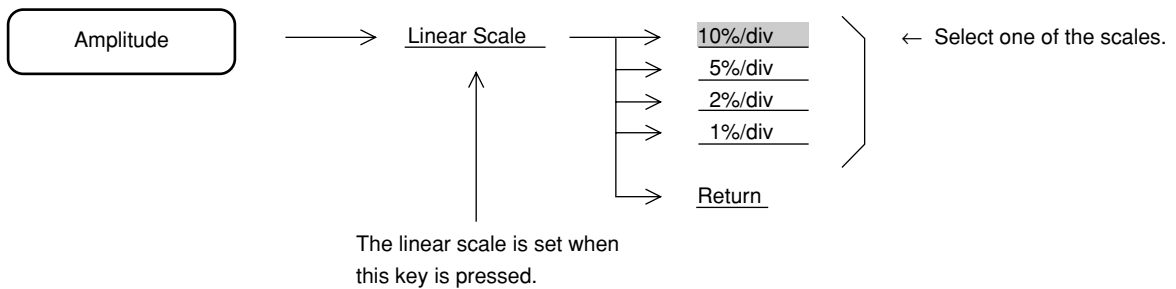 Amplitude
Linear Scale
10%/div
← Select one of the scales.
5%/div
2%/div
1%/div
Return
The linear scale is set when
this key is pressed.